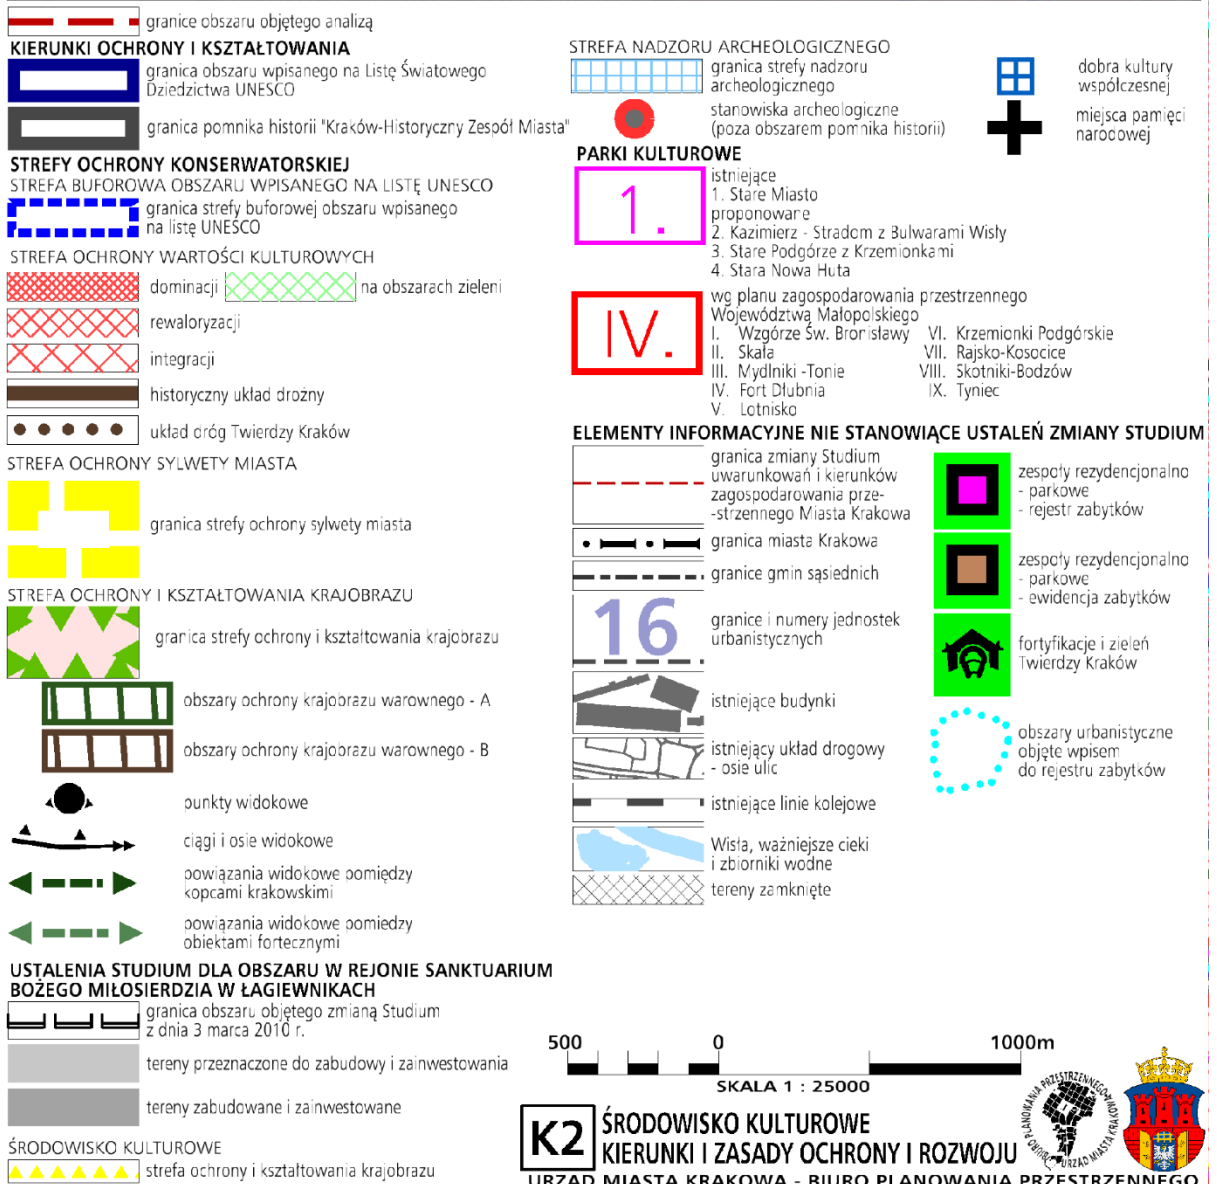 granice obszaru objętego analizą
KIERUNKI OCHRONY I KSZTAŁTOWANIA
granica obszaru wpisanego na Listę Światowego
Dziedzictwa UNESCO
granica pomnika historii "Kraków-Historyczny Zespół Miasta"
STREFY OCHRONY KONSERWATORSKIEJ
STREFA BUFOROWA OBSZARU WPISANEGO NA LISTĘ UNESCO
granica strefy buforowej obszaru wpisanego
na listę UNESCO
STREFA OCHRONY WARTOŚCI KULTUROWYCH
dominacji
na obszarach zieleni
rewaloryzacji
integracji
historyczny układ drożny
układ dróg Twierdzy Kraków
STREFA OCHRONY SYLWETY MIASTA
granica strefy ochrony sylwety miasta
STREFA OCHRONY I KSZTAŁTOWANIA KRAJOBRAZU
granica strefy ochrony i kształtowania krajobrazu
obszary ochrony krajobrazu warownego - A
obszary ochrony krajobrazu warownego - B
punkty widokowe
ciągi i osie widokowe
powiązania widokowe pomiędzy
kopcami krakowskimi
powiązania widokowe pomiedzy
obiektami fortecznymi
USTALENIA STUDIUM DLA OBSZARU W REJONIE SANKTUARIUM
BOŻEGO MIŁOSIERDZIA W ŁAGIEWNIKACH
granica obszaru objętego zmianą Studium
z dnia 3 marca 2010 r.
tereny przeznaczone do zabudowy i zainwestowania
tereny zabudowane i zainwestowane
ŚRODOWISKO KULTUROWE
strefa ochrony i kształtowania krajobrazu
STREFA NADZORU ARCHEOLOGICZNEGO
granica strefy nadzoru
archeologicznego
stanowiska archeologiczne
(poza obszarem pomnika historii)
dobra kultury
współczesnej
miejsca pamięci
narodowej
PARKI KULTUROWE
1.
istniejące
1. Stare Miasto
proponowane
2. Kazimierz - Stradom z Bulwarami Wisły
3. Stare Podgórze z Krzemionkami
4. Stara Nowa Huta
IV.
wg planu zagospodarowania przestrzennego
Województwa Małopolskiego
I. Wzgórze Św. Bronisławy
II. Skała
III. Mydlniki -Tonie
IV. Fort Dłubnia
V. Lotnisko
VI. Krzemionki Podgórskie
VII. Rajsko-Kosocice
VIII. Skotniki-Bodzów
IX. Tyniec
ELEMENTY INFORMACYJNE NIE STANOWIĄCE USTALEŃ ZMIANY STUDIUM
granica zmiany Studium
uwarunkowań i kierunków
zagospodarowania prze-
-strzennego Miasta Krakowa
granica miasta Krakowa
granice gmin sąsiednich
16
granice i numery jednostek
urbanistycznych
istniejące budynki
istniejący układ drogowy
- osie ulic
istniejące linie kolejowe
Wisła, ważniejsze cieki
i zbiorniki wodne
tereny zamknięte
zespoły rezydencjonalno
- parkowe
- rejestr zabytków
zespoły rezydencjonalno
- parkowe
- ewidencja zabytków
fortyfikacje i zieleń
Twierdzy Kraków
obszary urbanistyczne
objęte wpisem
do rejestru zabytków
500 0 1000m
SKALA 1 : 25000
K2
ŚRODOWISKO KULTUROWE
KIERUNKI I ZASADY OCHRONY I ROZWOJU
BIURO PLANOWANIA PRZESTRZENNEGO
URZĄD MIASTA KRAKOWA
URZĄD MIASTA KRAKOWA - BIURO PLANOWANIA PRZESTRZENNEGO